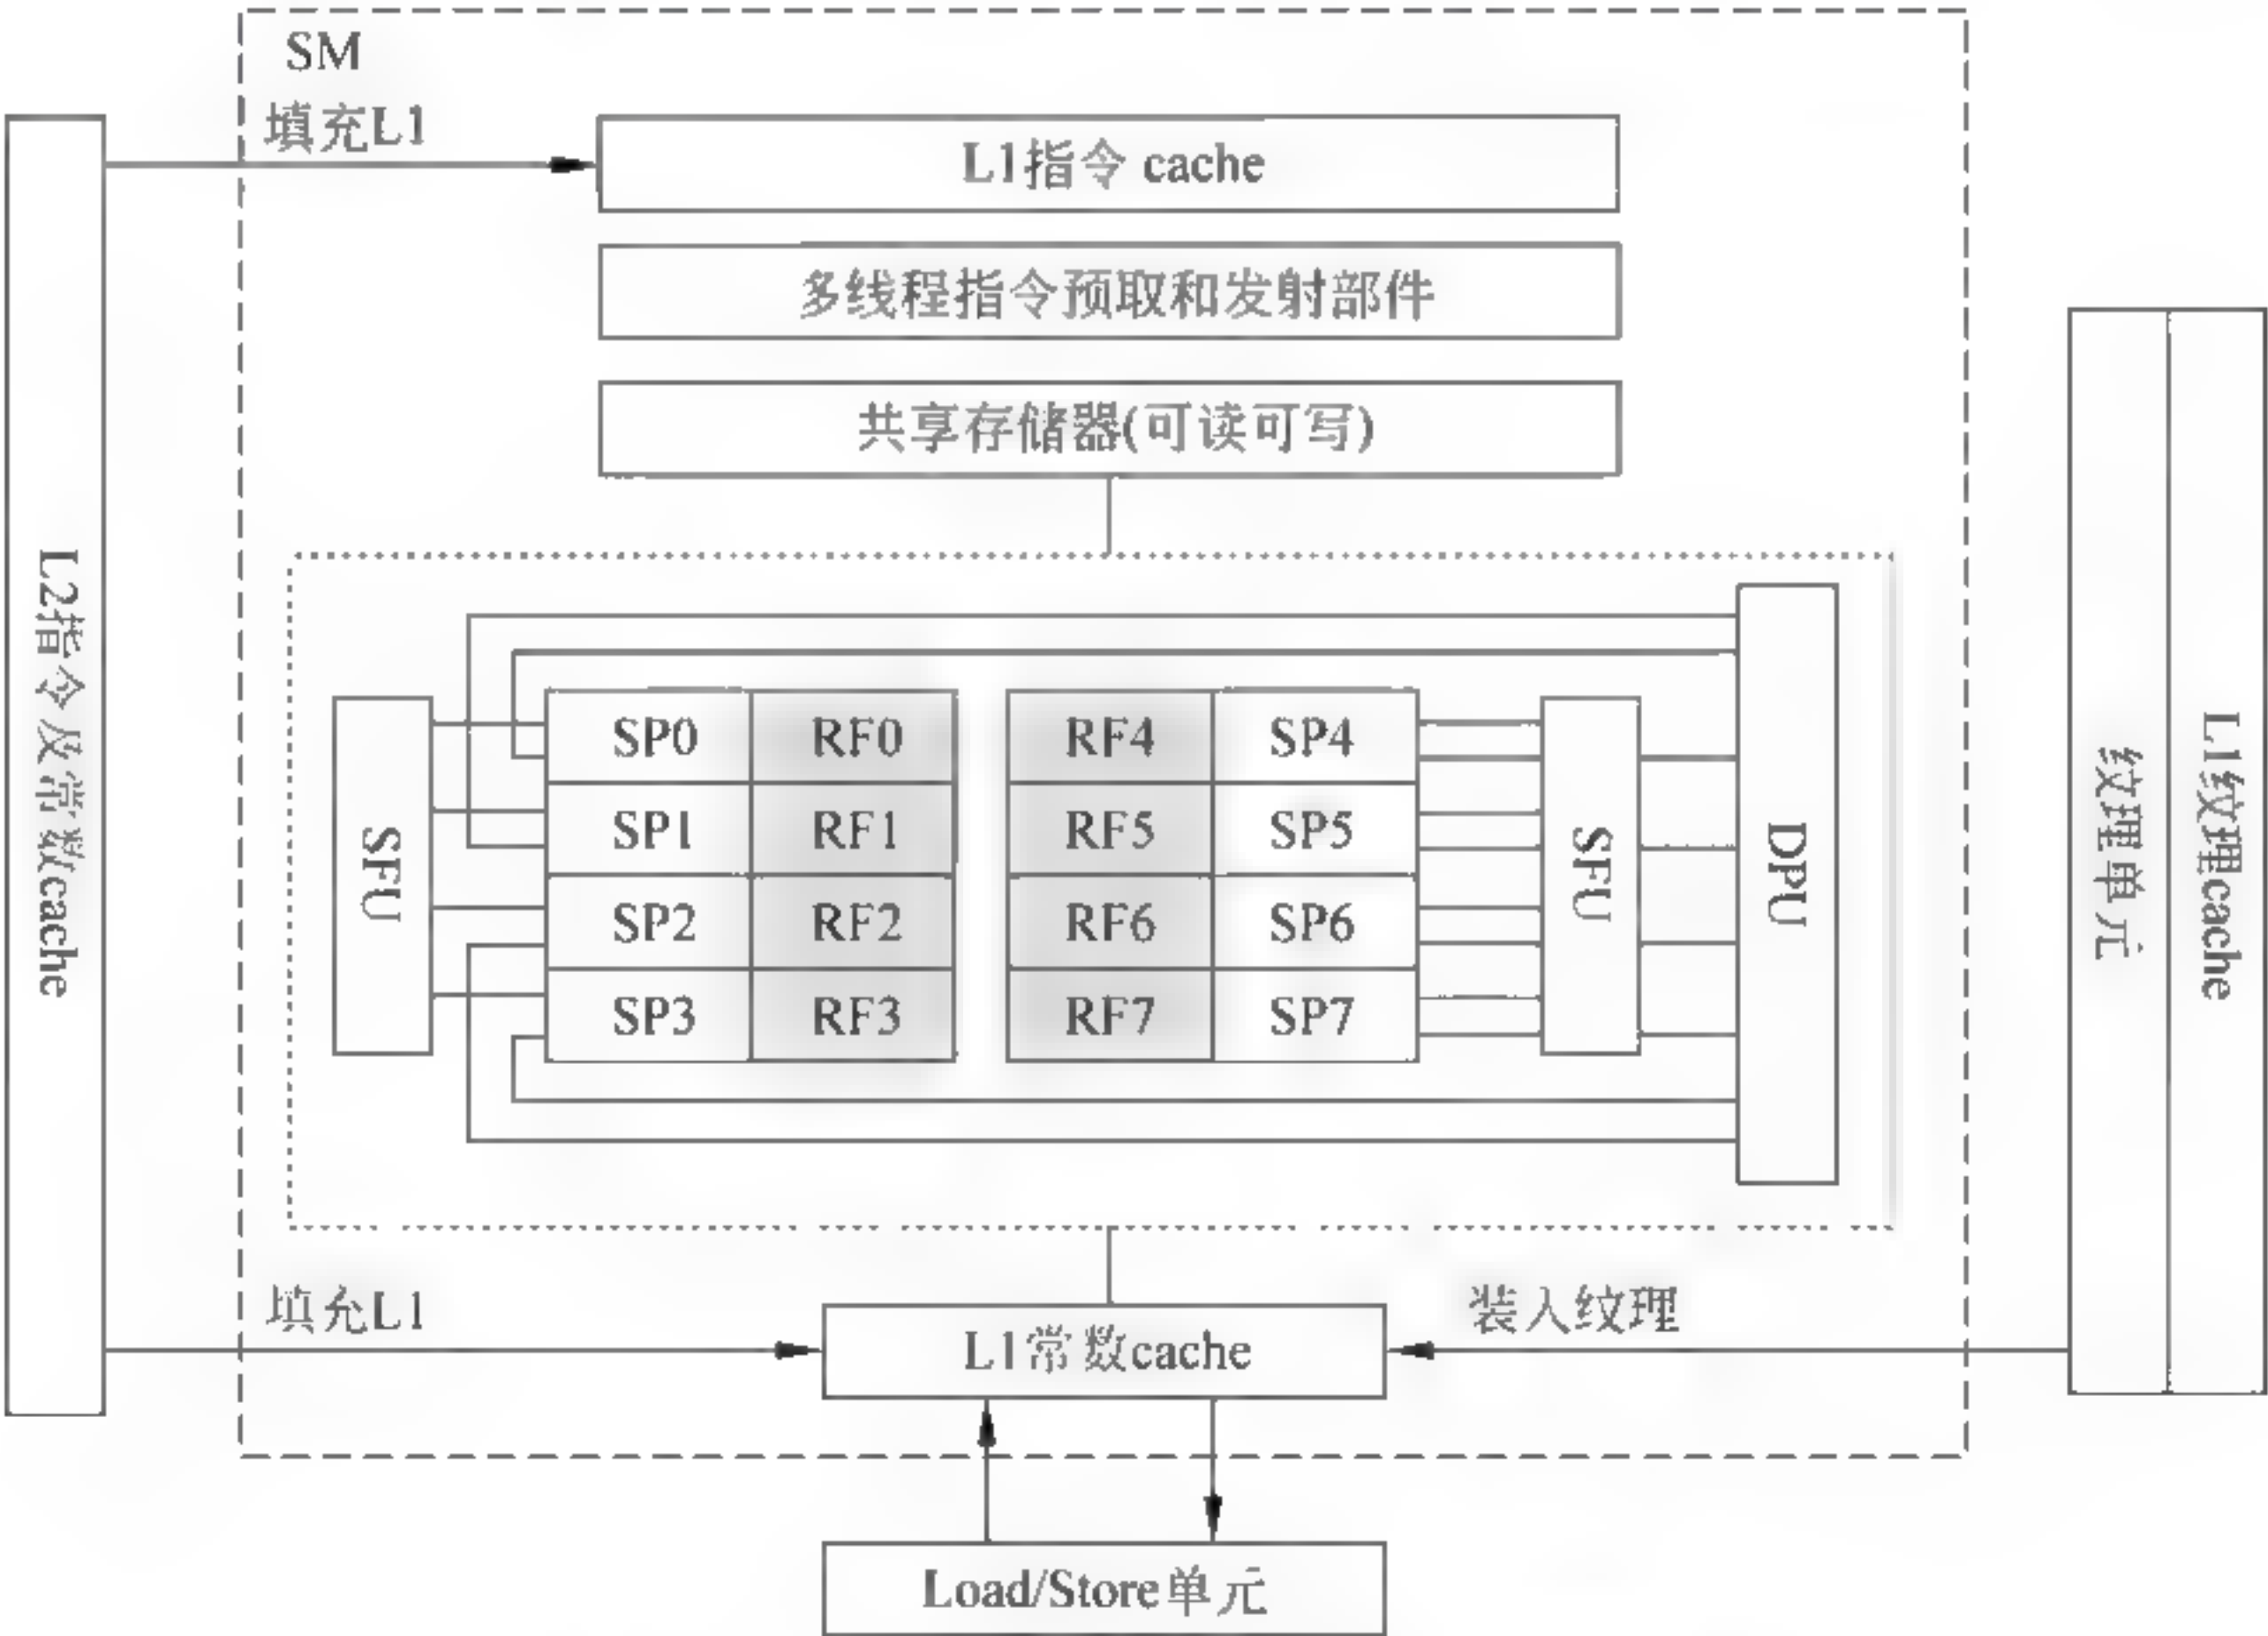 SM
填充L1
L1指令 cache
多线程指令预取和发射部件
共享存储器(可读可写)
L2指令及常数cache
SFU
SP0 RF0 RF4 SP4
SP1 RF1 RF5 SP5
SP2 RF2 RF6 SP6
SP3 RF3 RF7 SP7
SFU
DPU
纹理单元
L1纹理cache
填充L1
L1常数cache
装入纹理
Load/Store单元